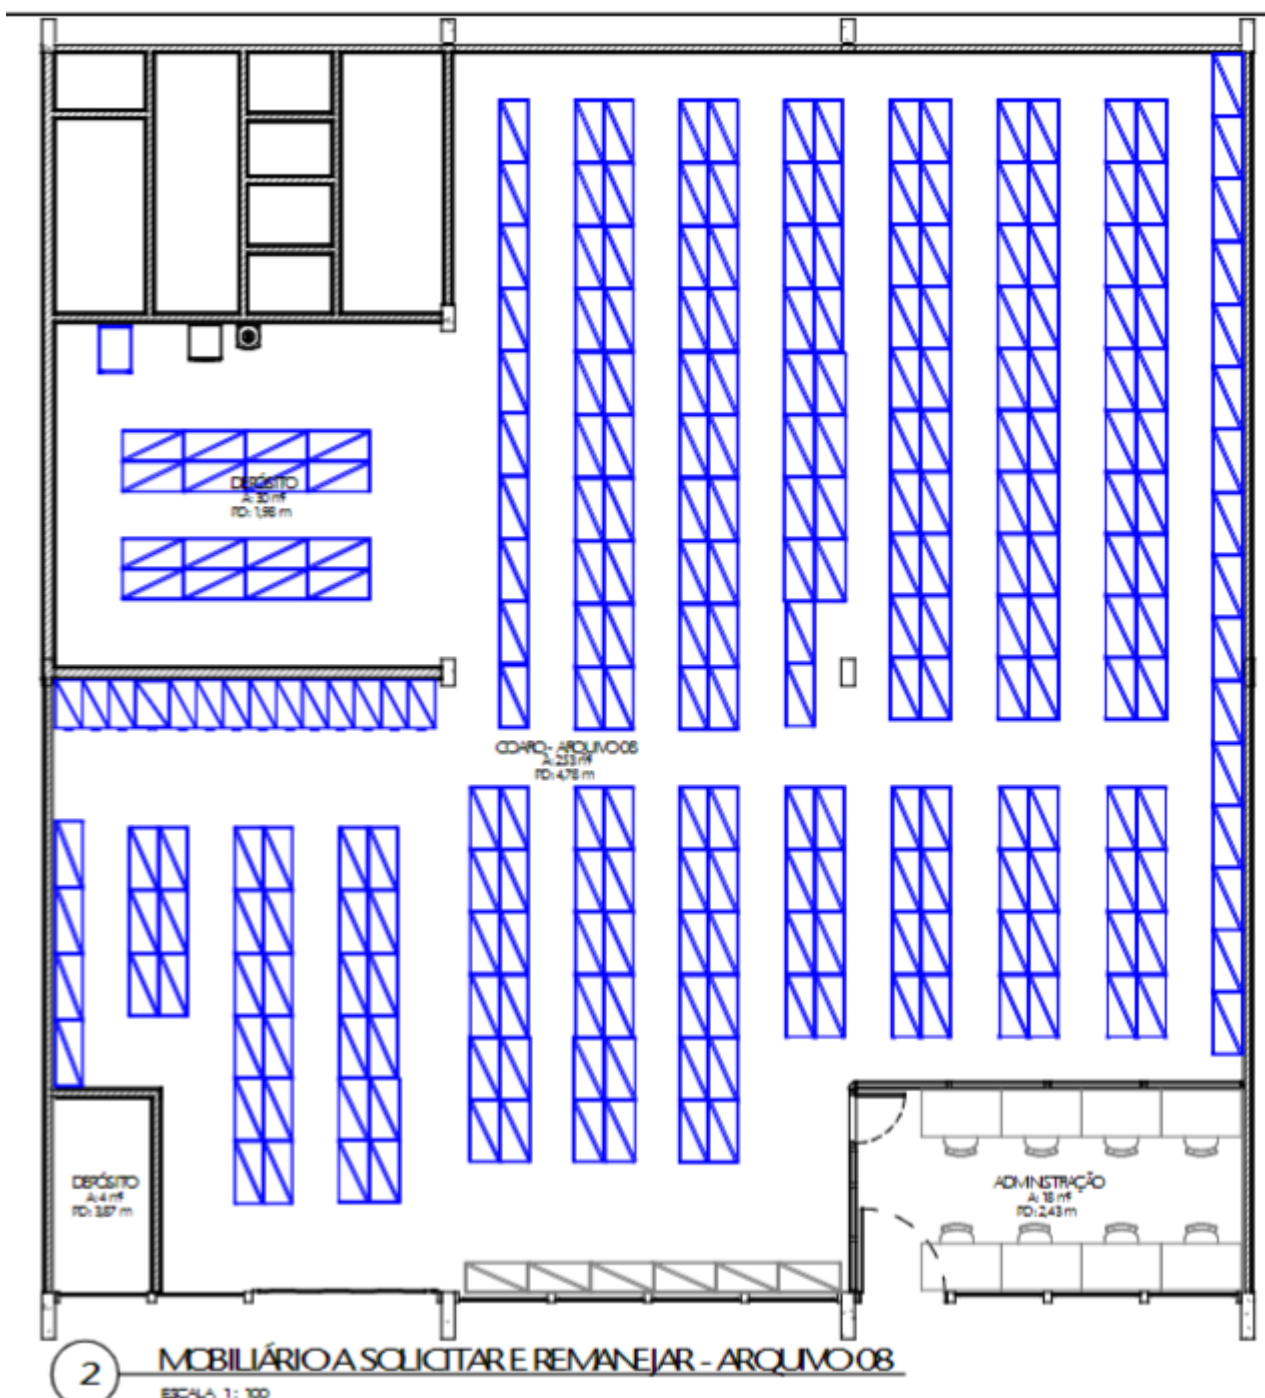 DEPÓSITO
A: 30 m²
PD: 1,98 m
COARQ - ARQUIVO 08
A: 253 m²
PD: 4,78 m
DEPÓSITO
A: 4 m²
PD: 3,87 m
ADMINISTRAÇÃO
A: 18 m²
PD: 2,43 m
2
MOBILIÁRIO A SOLICITAR E REMANEJAR - ARQUIVO 08
ESCALA 1 : 100